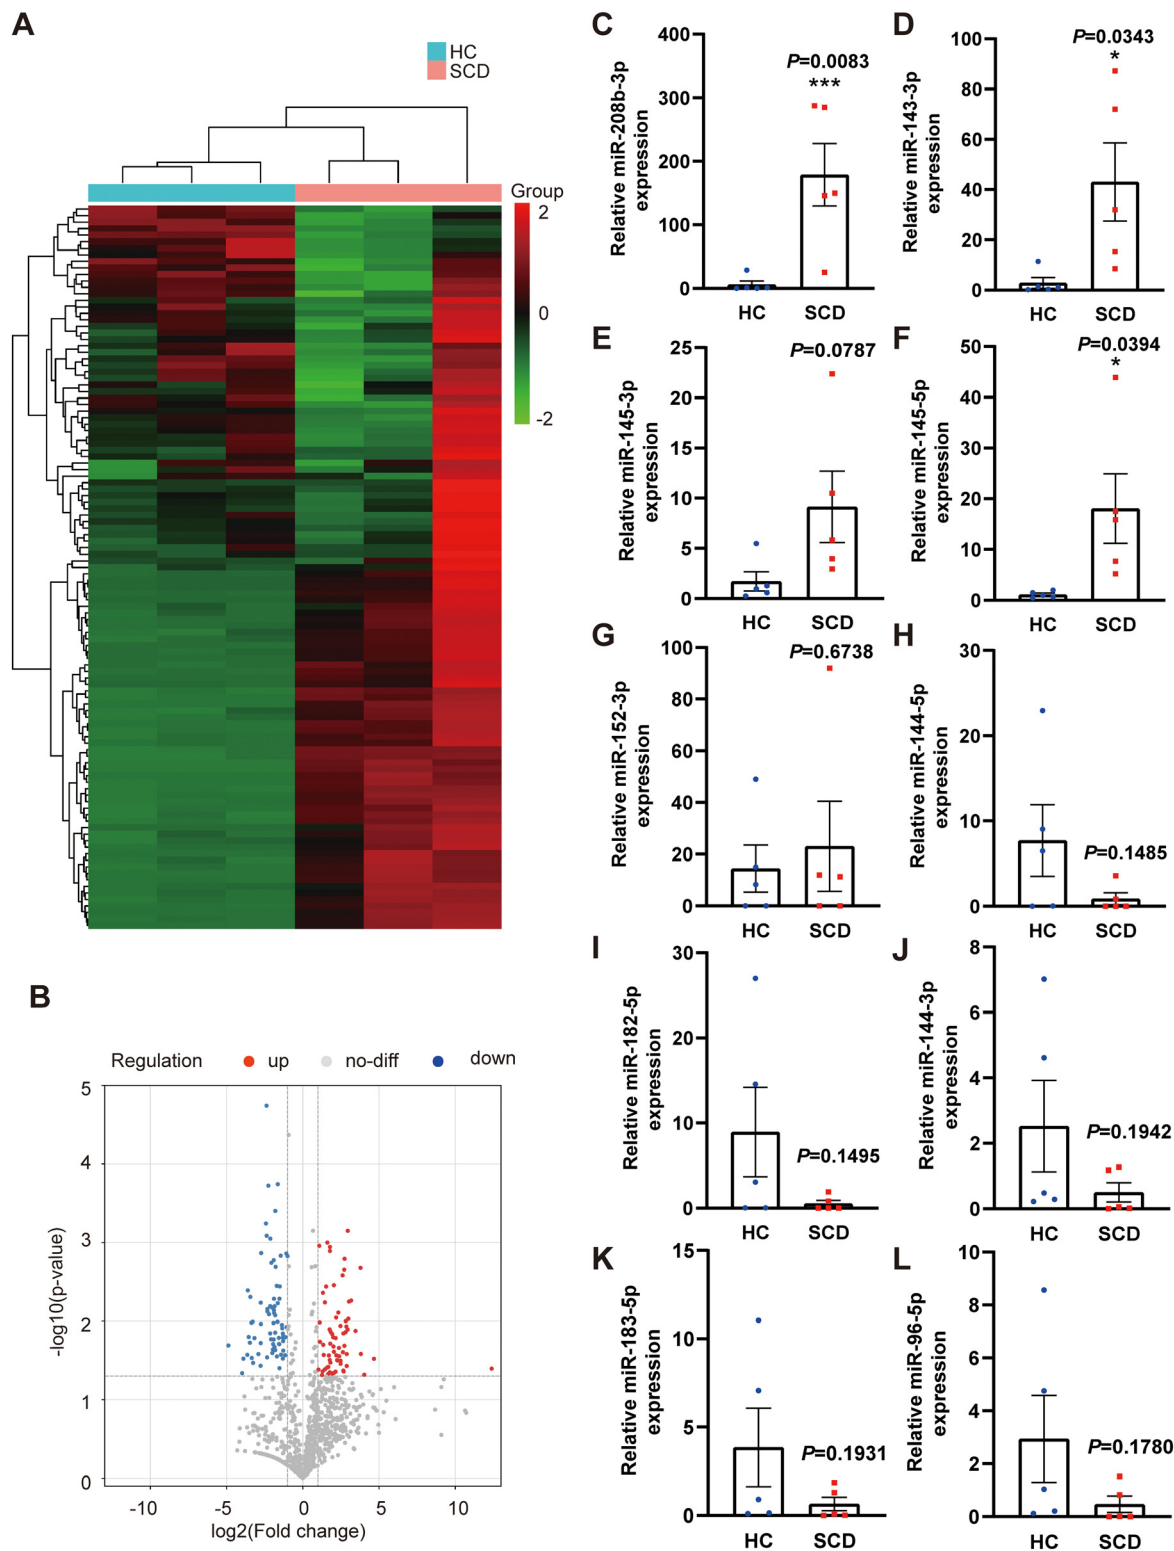 A
HC
SCD
Group
2
0
-2
B
Regulation up no-diff down
5
4
3
2
1
0
-log10(p-value)
-10 -5 0 5 10
log2(Fold change)
C
Relative miR-208b-3p
expression
400
300
200
100
0
P=0.0083
***
HC SCD
D
Relative miR-143-3p
expression
100
80
60
40
20
0
P=0.0343
*
HC SCD
E
Relative miR-145-3p
expression
25
20
15
10
5
0
P=0.0787
HC SCD
F
Relative miR-145-5p
expression
50
40
30
20
10
0
P=0.0394
*
HC SCD
G
Relative miR-152-3p
expression
100
80
60
40
20
0
P=0.6738
HC SCD
H
Relative miR-144-5p
expression
30
20
10
0
P=0.1485
HC SCD
I
Relative miR-182-5p
expression
30
20
10
0
P=0.1495
HC SCD
J
Relative miR-144-3p
expression
8
6
4
2
0
P=0.1942
HC SCD
K
Relative miR-183-5p
expression
15
10
5
0
P=0.1931
HC SCD
L
Relative miR-96-5p
expression
10
8
6
4
2
0
P=0.1780
HC SCD